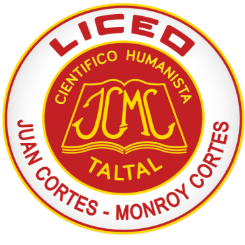 LICEO
CIENTIFICO HUMANISTA
JCMC
TALTAL
JUAN CORTES - MONROY CORTES